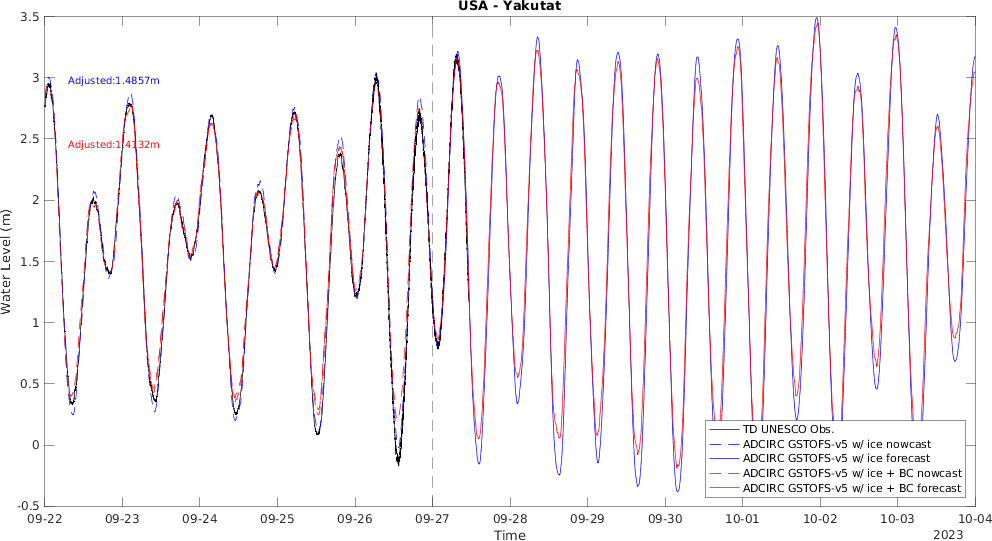 USA - Yakutat
3.5
3
2.5
2
1.5
1
0.5
0
-0.5
Water Level (m)
Adjusted:1.4857m
Adjusted:1.4132m
TD UNESCO Obs.
ADCIRC GSTOFS-v5 w/ ice nowcast
ADCIRC GSTOFS-v5 w/ ice forecast
ADCIRC GSTOFS-v5 w/ ice + BC nowcast
ADCIRC GSTOFS-v5 w/ ice + BC forecast
09-22 09-23 09-24 09-25 09-26 09-27 09-28 09-29 09-30 10-01 10-02 10-03 10-04
Time
2023